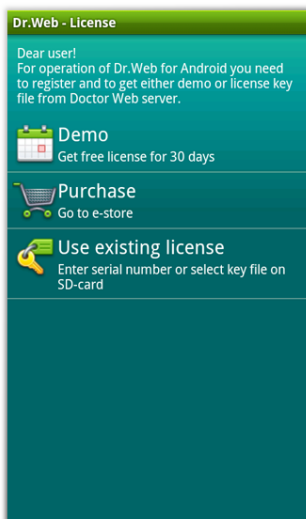 Dr.Web - License
Dear user!
For operation of Dr.Web for Android you need
to register and to get either demo or license key
file from Doctor Web server.
Demo
Get free license for 30 days
Purchase
Go to e-store
Use existing license
Enter serial number or select key file on
SD-card